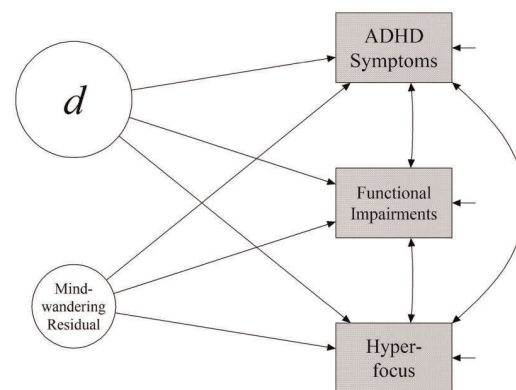 ADHD
Symptoms
d
Functional
Impairments
Mind-
wandering
Residual
Hyper-
focus